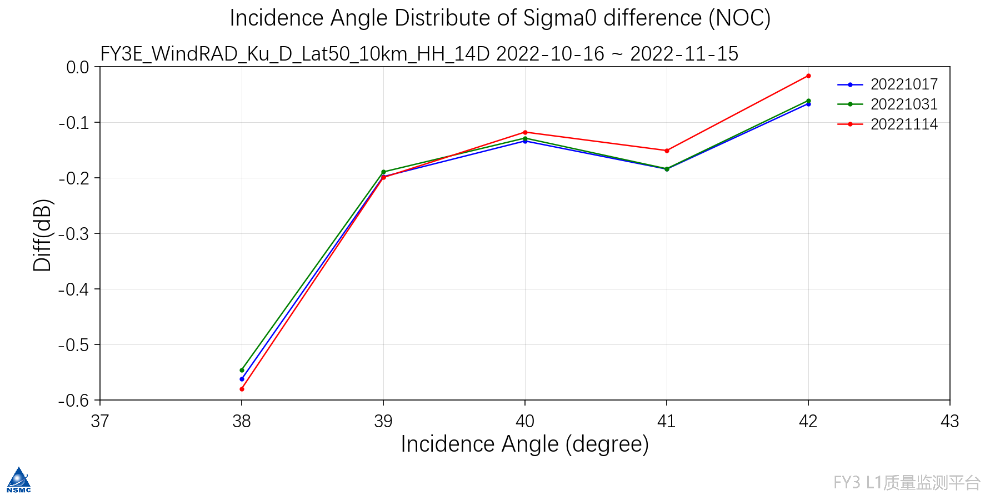 Incidence Angle Distribute of Sigma0 difference (NOC)
FY3E_WindRAD_Ku_D_Lat50_10km_HH_14D 2022-10-16 ~ 2022-11-15
0.0
-0.1
-0.2
-0.3
-0.4
-0.5
-0.6
Diff(dB)
20221017
20221031
20221114
37 38 39 40 41 42 43
Incidence Angle (degree)
NSMC
FY3 L1质量监测平台